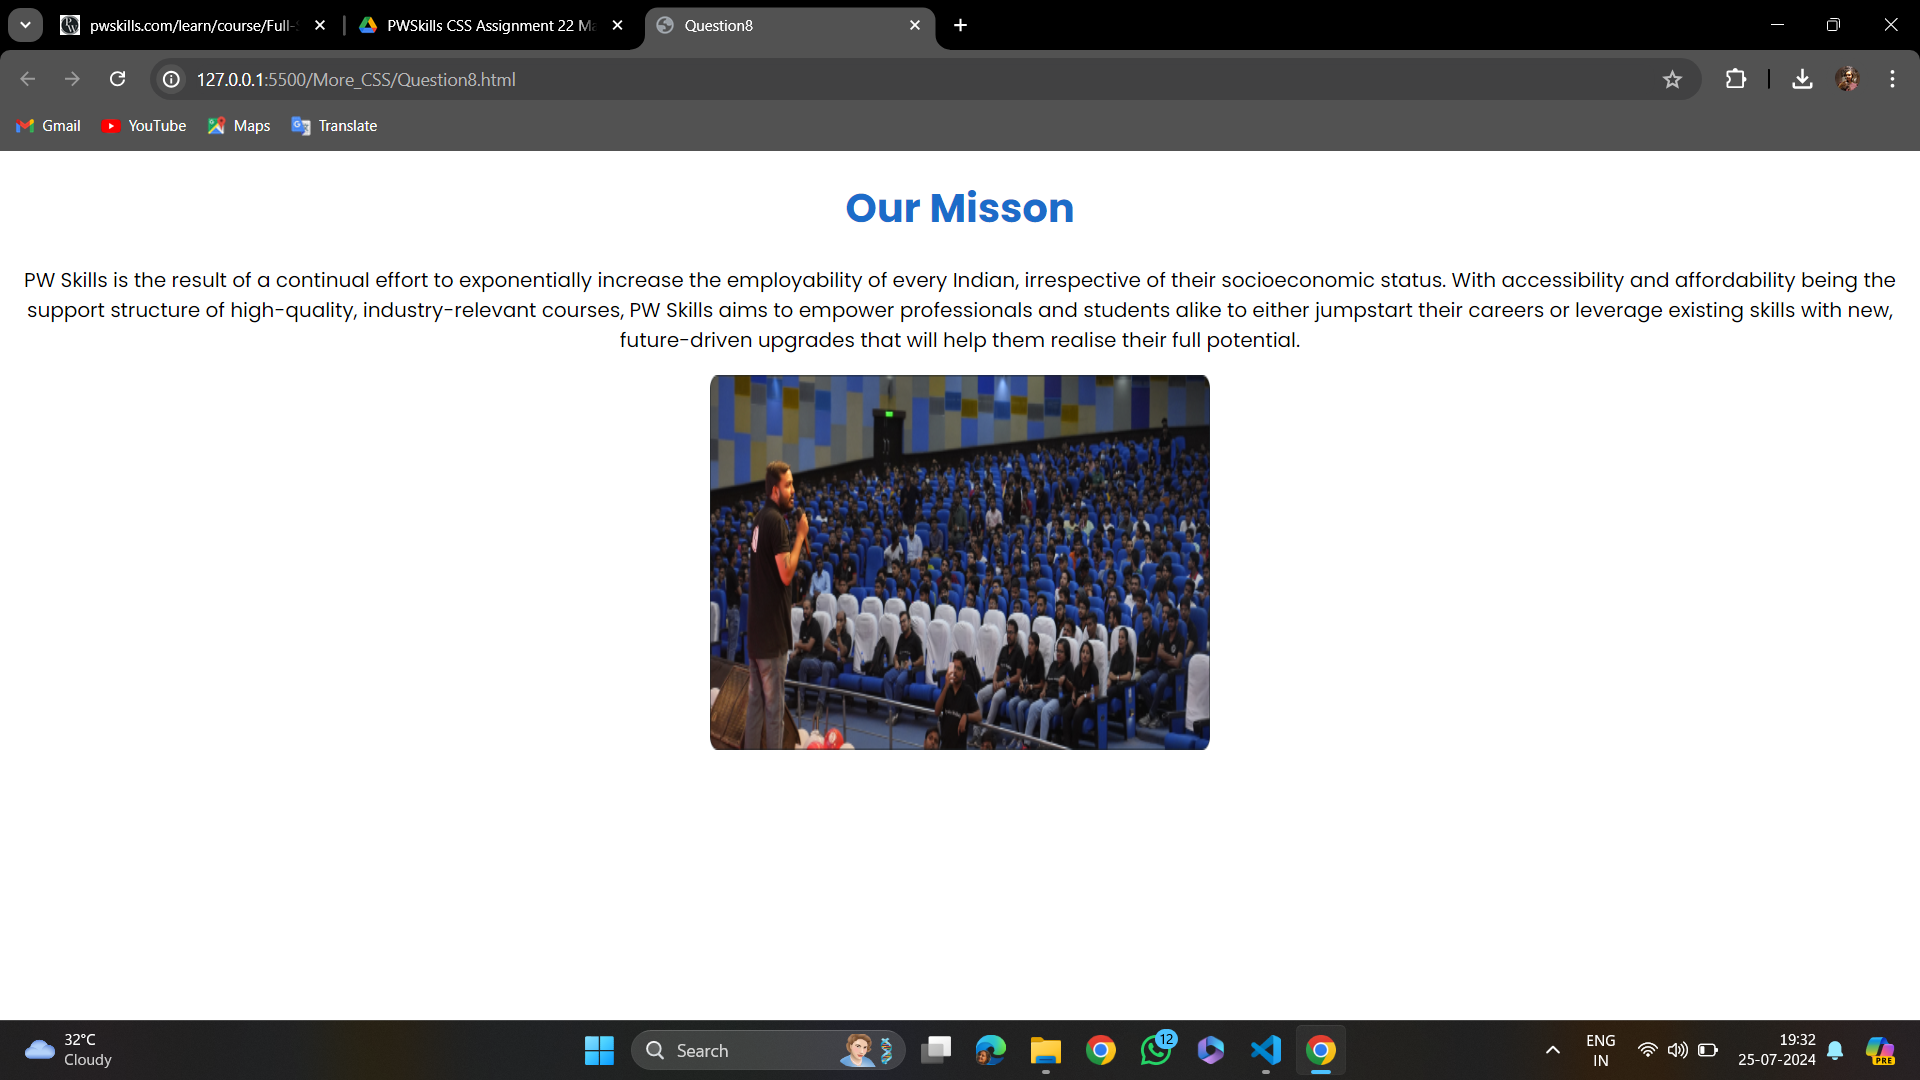 pwskills.com/learn/course/Full-S
PWSkills CSS Assignment 22 Ma
Question8
127.0.0.1:5500/More_CSS/Question8.html
Gmail
YouTube
Maps
Translate
Our Misson
PW Skills is the result of a continual effort to exponentially increase the employability of every Indian, irrespective of their socioeconomic status. With accessibility and affordability being the
support structure of high-quality, industry-relevant courses, PW Skills aims to empower professionals and students alike to either jumpstart their careers or leverage existing skills with new,
future-driven upgrades that will help them realise their full potential.
32°C
Cloudy
Search
12
ENG
IN
19:32
25-07-2024
PRE